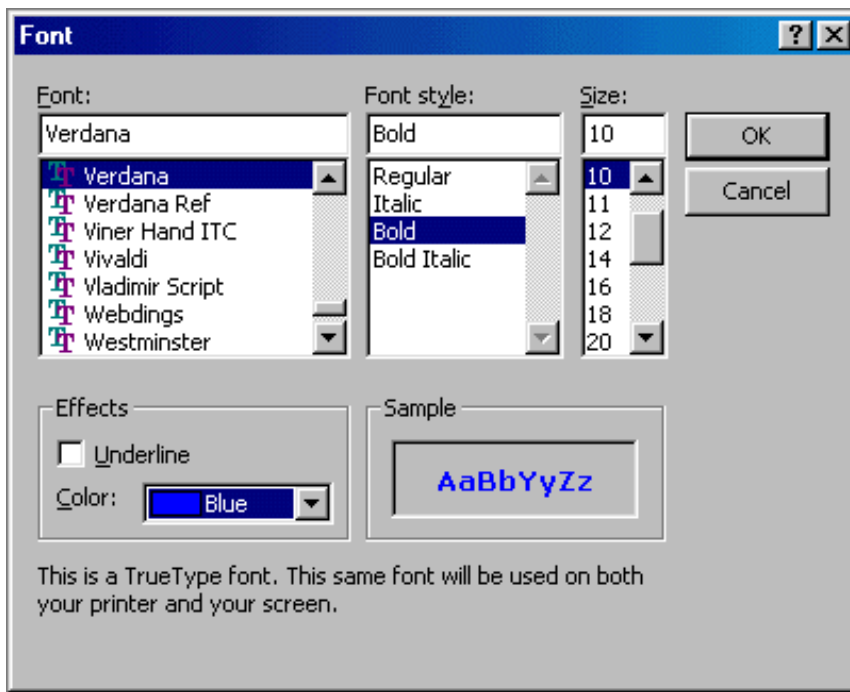 Font
Font:
Verdana
Verdana
Verdana Ref
Viner Hand ITC
Vivaldi
Vladimir Script
Webdings
Westminster
Font style:
Bold
Regular
Italic
Bold
Bold Italic
Size:
10
10
11
12
14
16
18
20
OK
Cancel
Effects
Underline
Color:
Blue
Sample
AaBbYyZz
This is a TrueType font. This same font will be used on both
your printer and your screen.